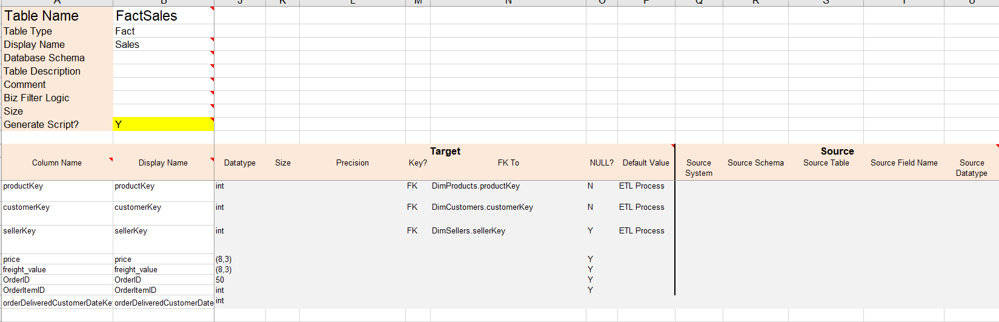 A B J K L M N O P Q R S T U
Table Name FactSales
Table Type Fact
Display Name Sales
Database Schema
Table Description
Comment
Biz Filter Logic
Size
Generate Script? Y
Target Source
Column Name Display Name Datatype Size Precision Key? FK To NULL? Default Value Source System Source Schema Source Table Source Field Name Source Datatype
productKey productKey int FK DimProducts.productKey N ETL Process
customerKey customerKey int FK DimCustomers.customerKey N ETL Process
sellerKey sellerKey int FK DimSellers.sellerKey Y ETL Process
price price (8,3) Y
freight_value freight_value (8,3) Y
OrderID OrderID 50 Y
OrderItemID OrderItemID int Y
orderDeliveredCustomerDateKe orderDeliveredCustomerDate int